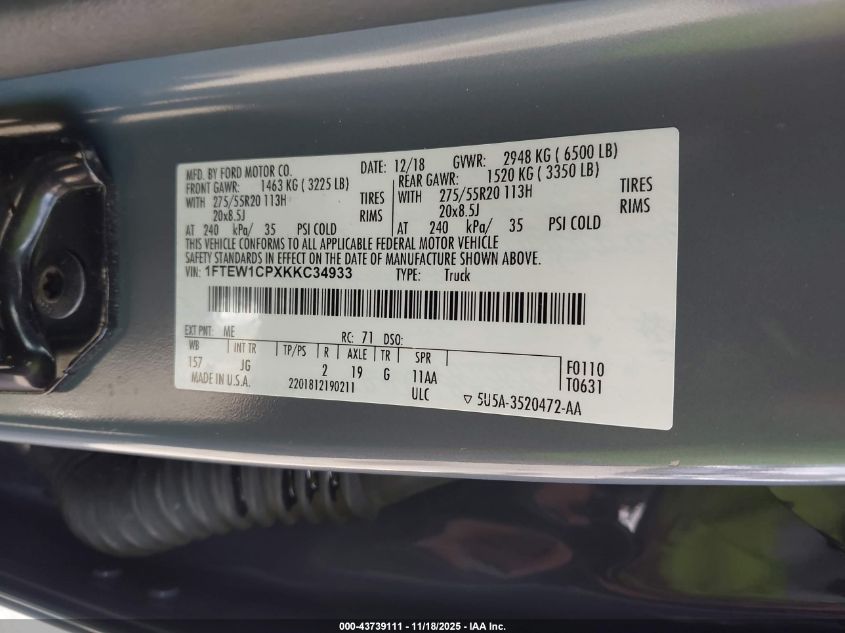 MFD. BY FORD MOTOR CO. DATE: 12/18 GVWR: 2948 KG ( 6500 LB)
FRONT GAWR: 1463 KG ( 3225 LB) REAR GAWR: 1520 KG ( 3350 LB)
WITH 275/55R20 113H TIRES WITH 275/55R20 113H TIRES
20x8.5J RIMS 20x8.5J RIMS
AT 240 kPa/ 35 PSI COLD AT 240 kPa/ 35 PSI COLD
THIS VEHICLE CONFORMS TO ALL APPLICABLE FEDERAL MOTOR VEHICLE
SAFETY STANDARDS IN EFFECT ON THE DATE OF MANUFACTURE SHOWN ABOVE.
VIN: 1FTEW1CPXKKC34933 TYPE: Truck
EXT PNT: ME RC: 71 DSO:
WB INT TR TP/PS R AXLE TR SPR F0110
157 JG 2 19 G 11AA T0631
MADE IN U.S.A. 2201812190211 ULC ▽ 5U5A-3520472-AA
000-43739111 - 11/18/2025 - IAA Inc.